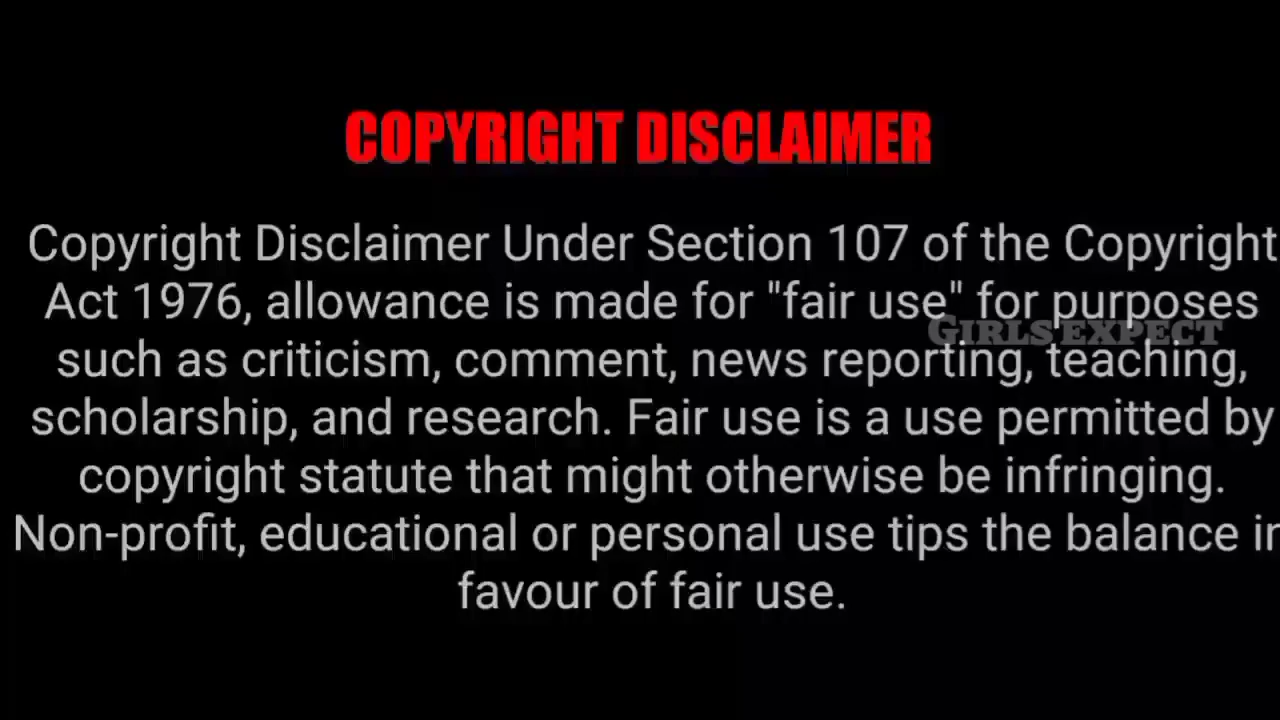 COPYRIGHT DISCLAIMER
Copyright Disclaimer Under Section 107 of the Copyright
Act 1976, allowance is made for "fair use" for purposes
GIRLS EXPECT
such as criticism, comment, news reporting, teaching,
scholarship, and research. Fair use is a use permitted by
copyright statute that might otherwise be infringing.
Non-profit, educational or personal use tips the balance in
favour of fair use.